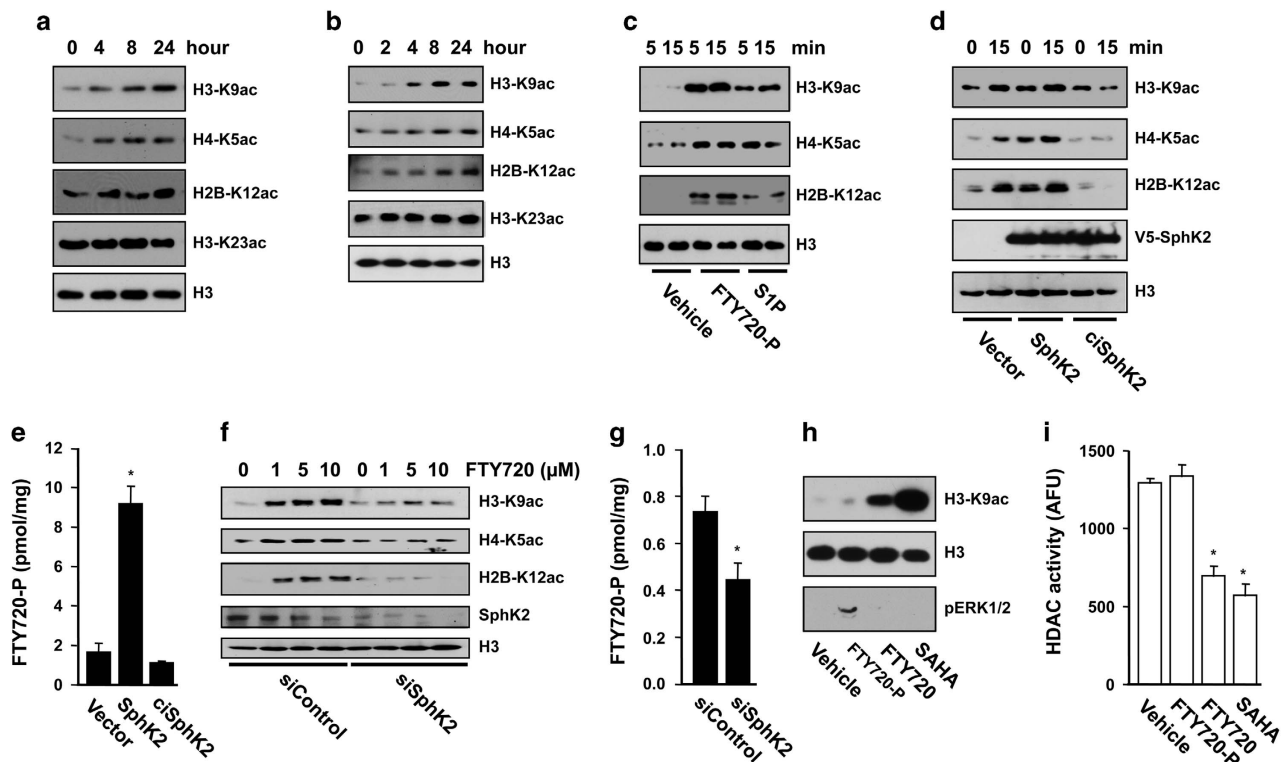 a
0 4 8 24 hour
H3-K9ac
H4-K5ac
H2B-K12ac
H3-K23ac
H3
b
0 2 4 8 24 hour
H3-K9ac
H4-K5ac
H2B-K12ac
H3-K23ac
H3
c
5 15 5 15 5 15 min
H3-K9ac
H4-K5ac
H2B-K12ac
H3
Vehicle
FTY720-P
S1P
d
0 15 0 15 0 15 min
H3-K9ac
H4-K5ac
H2B-K12ac
V5-SphK2
H3
Vector
SphK2
ciSphK2
e
FTY720-P (pmol/mg)
12
10
8
6
4
2
0
*
Vector
SphK2
ciSphK2
f
0 1 5 10 0 1 5 10 FTY720 (µM)
H3-K9ac
H4-K5ac
H2B-K12ac
SphK2
H3
siControl
siSphK2
g
FTY720-P (pmol/mg)
1.0
0.8
0.6
0.4
0.2
0.0
*
siControl
siSphK2
h
H3-K9ac
H3
pERK1/2
Vehicle
FTY720-P
FTY720
SAHA
i
HDAC activity (AFU)
1500
1000
500
0
*
*
Vehicle
FTY720-P
FTY720
SAHA